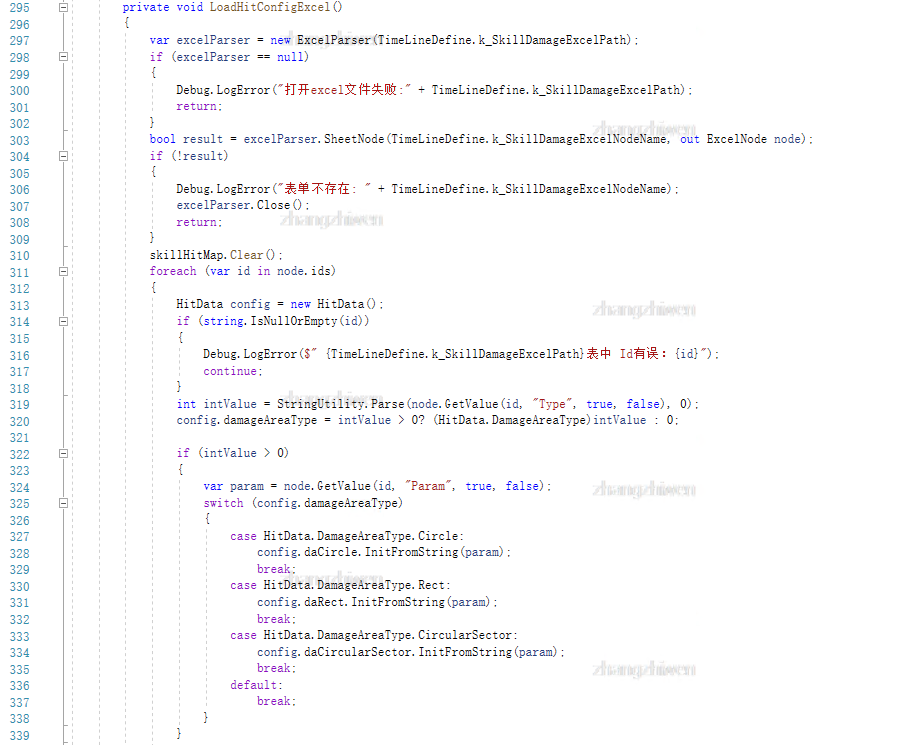 295 private void LoadHitConfigExcel()
296 {
297 var excelParser = new ExcelParser(TimeLineDefine.k_SkillDamageExcelPath);
298 if (excelParser == null)
299 {
300 Debug.LogError("打开excel文件失败:" + TimeLineDefine.k_SkillDamageExcelPath);
301 return;
302 }
303 bool result = excelParser.SheetNode(TimeLineDefine.k_SkillDamageExcelNodeName, out ExcelNode node);
304 if (!result)
305 {
306 Debug.LogError("表单不存在: " + TimeLineDefine.k_SkillDamageExcelNodeName);
307 excelParser.Close();
308 return;
309 }
310 skillHitMap.Clear();
311 foreach (var id in node.ids)
312 {
313 HitData config = new HitData();
314 if (string.IsNullOrEmpty(id))
315 {
316 Debug.LogError($" {TimeLineDefine.k_SkillDamageExcelPath}表中 Id有误：{id}");
317 continue;
318 }
319 int intValue = StringUtility.Parse(node.GetValue(id, "Type", true, false), 0);
320 config.damageAreaType = intValue > 0? (HitData.DamageAreaType)intValue : 0;
321
322 if (intValue > 0)
323 {
324 var param = node.GetValue(id, "Param", true, false);
325 switch (config.damageAreaType)
326 {
327 case HitData.DamageAreaType.Circle:
328 config.daCircle.InitFromString(param);
329 break;
330 case HitData.DamageAreaType.Rect:
331 config.daRect.InitFromString(param);
332 break;
333 case HitData.DamageAreaType.CircularSector:
334 config.daCircularSector.InitFromString(param);
335 break;
336 default:
337 break;
338 }
339 }
zhangzhiwen
zhangzhiwen
zhangzhiwen
zhangzhiwen
zhangzhiwen
zhangzhiwen
zhangzhiwen
zhangzhiwen